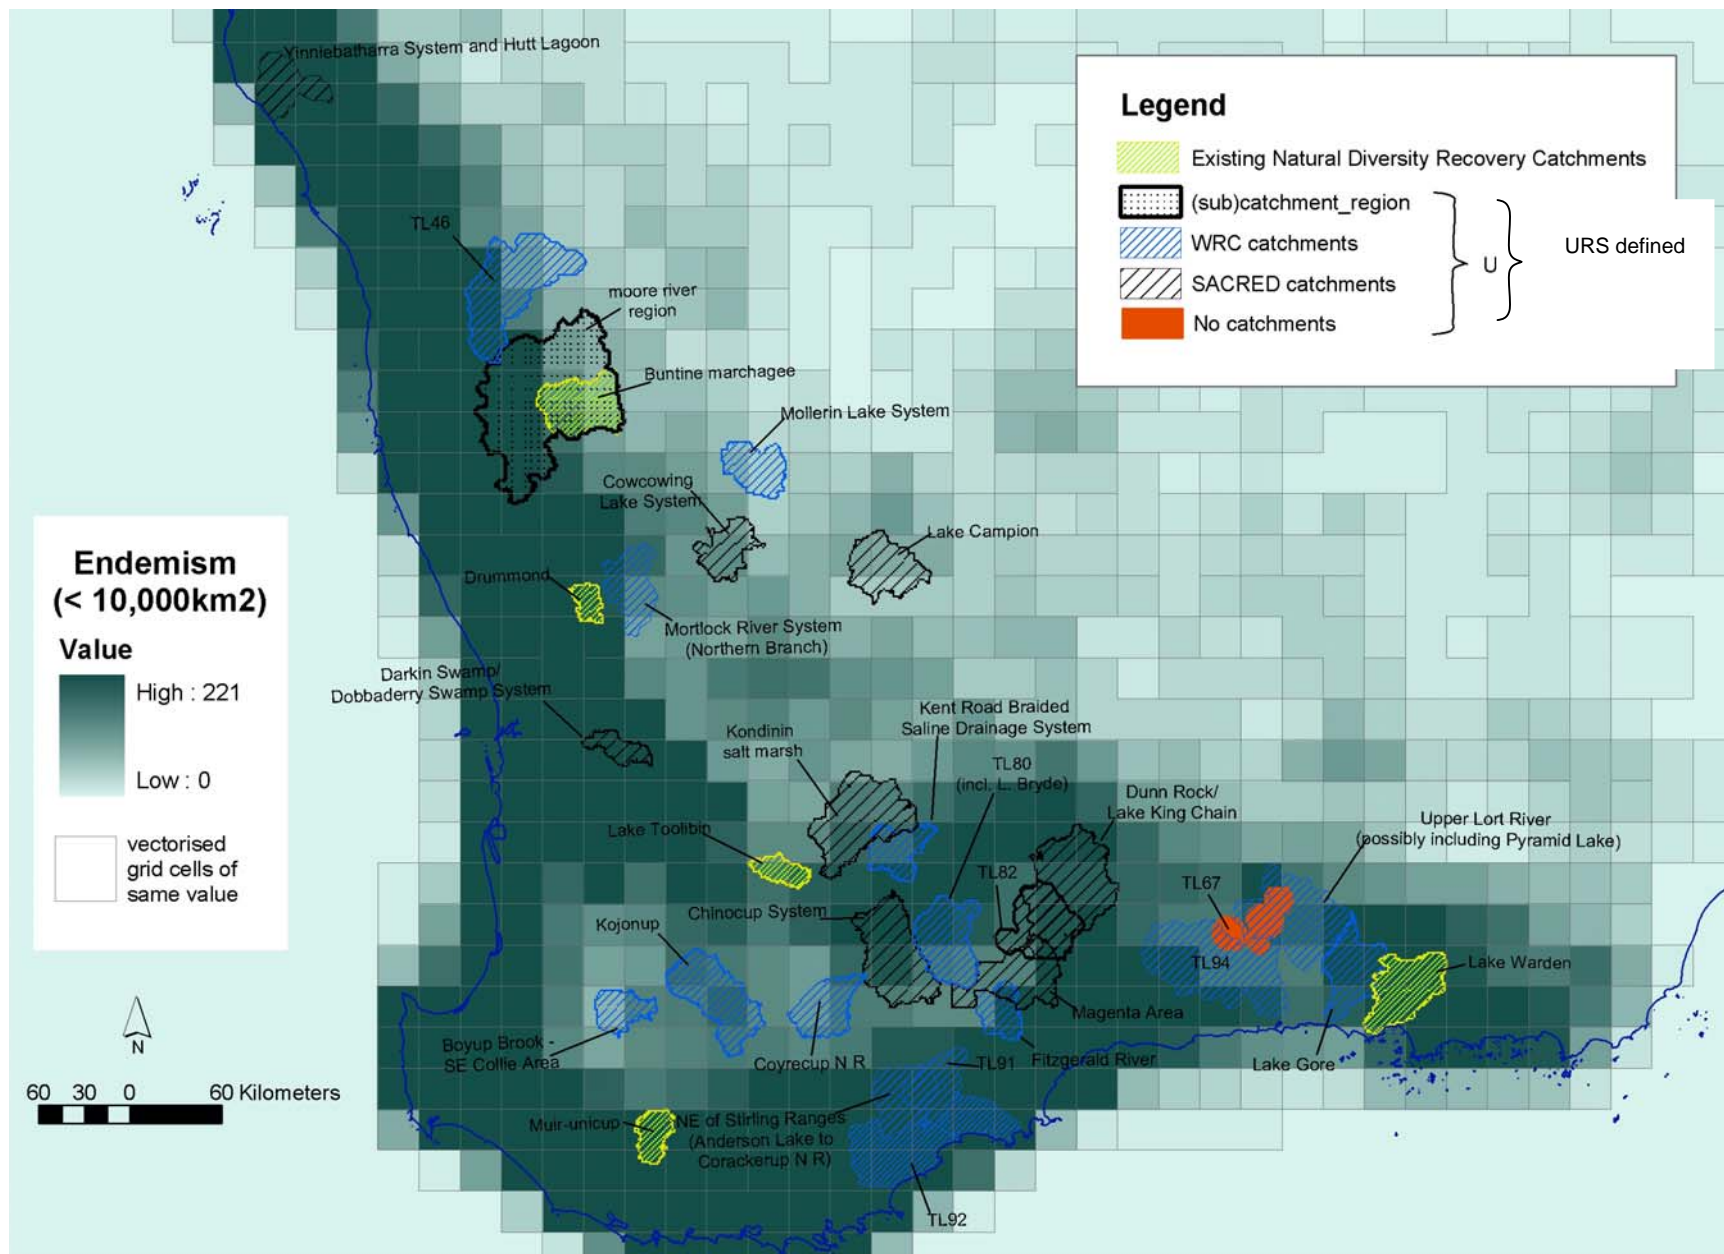 Yinniebatharra System and Hutt Lagoon
Legend
Existing Natural Diversity Recovery Catchments
(sub)catchment_region
WRC catchments
SACRED catchments
No catchments
U
URS defined
TL46
moore river
region
Buntine marchagee
Mollerin Lake System
Cowcowing
Lake System
Lake Campion
Endemism
(< 10,000km2)
Value
High : 221
Low : 0
vectorised
grid cells of
same value
Drummond
Mortlock River System
(Northern Branch)
Darkin Swamp/
Dobbaderry Swamp System
Kondinin
salt marsh
Kent Road Braided
Saline Drainage System
TL80
(incl. L. Bryde)
Dunn Rock/
Lake King Chain
Upper Lort River
(possibly including Pyramid Lake)
Lake Toolibin
TL82
TL67
Chinocup System
Kojonup
TL94
Lake Warden
Magenta Area
N
Boyup Brook -
SE Collie Area
Coyrecup N R
TL91
Fitzgerald River
Lake Gore
60 30 0 60 Kilometers
Muir-unicup
NE of Stirling Ranges
(Anderson Lake to
Corackerup N R)
TL92